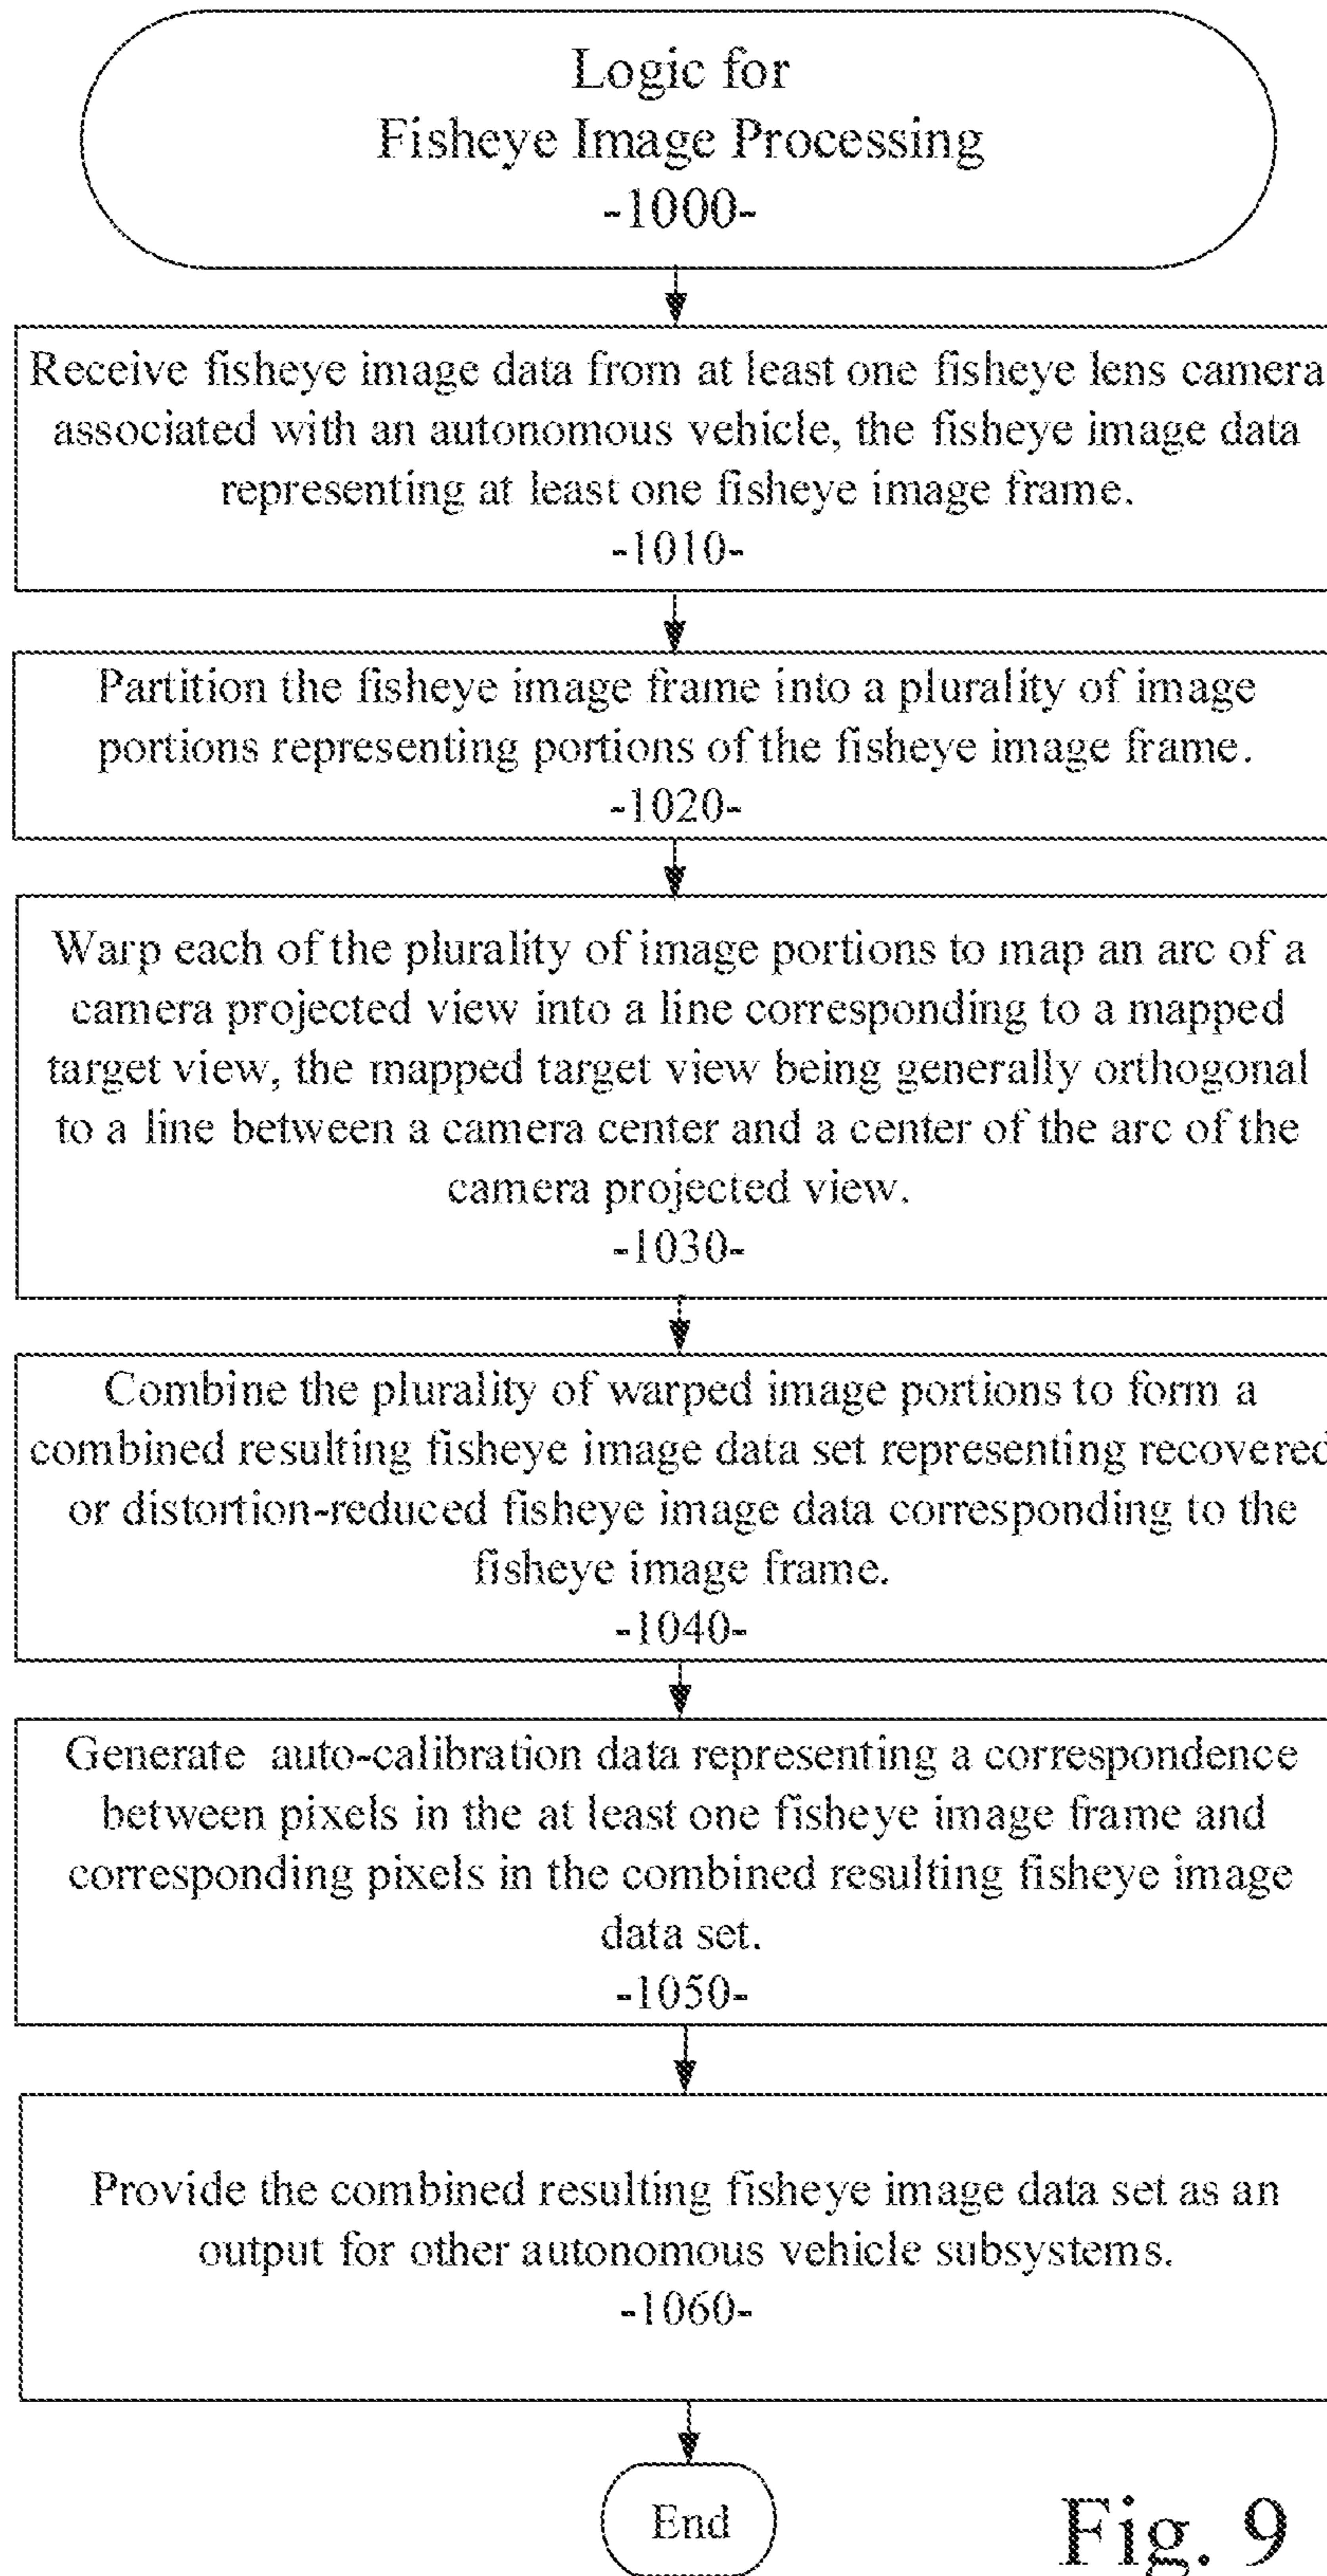 Logic for
Fisheye Image Processing
-1000-
Receive fisheye image data from at least one fisheye lens camera
associated with an autonomous vehicle, the fisheye image data
representing at least one fisheye image frame.
-1010-
Partition the fisheye image frame into a plurality of image
portions representing portions of the fisheye image frame.
-1020-
Warp each of the plurality of image portions to map an arc of a
camera projected view into a line corresponding to a mapped
target view, the mapped target view being generally orthogonal
to a line between a camera center and a center of the arc of the
camera projected view.
-1030-
Combine the plurality of warped image portions to form a
combined resulting fisheye image data set representing recovered
or distortion-reduced fisheye image data corresponding to the
fisheye image frame.
-1040-
Generate auto-calibration data representing a correspondence
between pixels in the at least one fisheye image frame and
corresponding pixels in the combined resulting fisheye image
data set.
-1050-
Provide the combined resulting fisheye image data set as an
output for other autonomous vehicle subsystems.
-1060-
End
Fig. 9